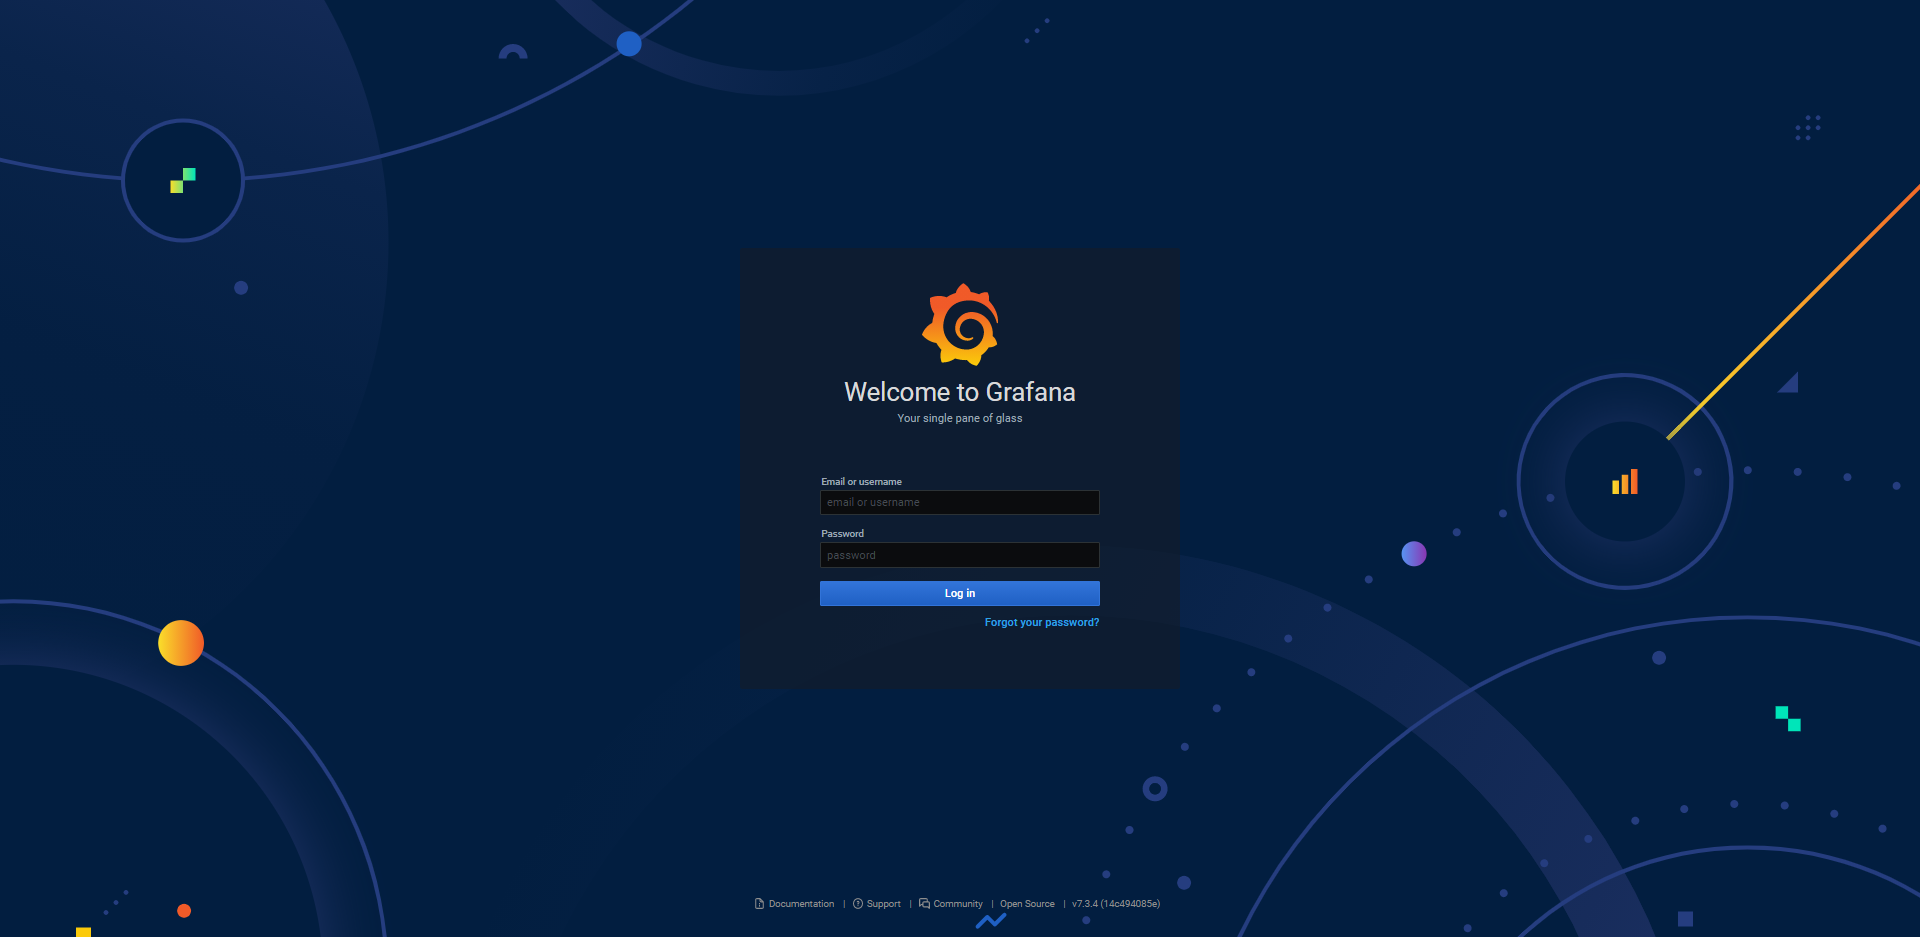 Welcome to Grafana
Your single pane of glass
Email or username
email or username
Password
password
Log in
Forgot your password?
Documentation | Support | Community | Open Source | v7.3.4 (14c494085e)